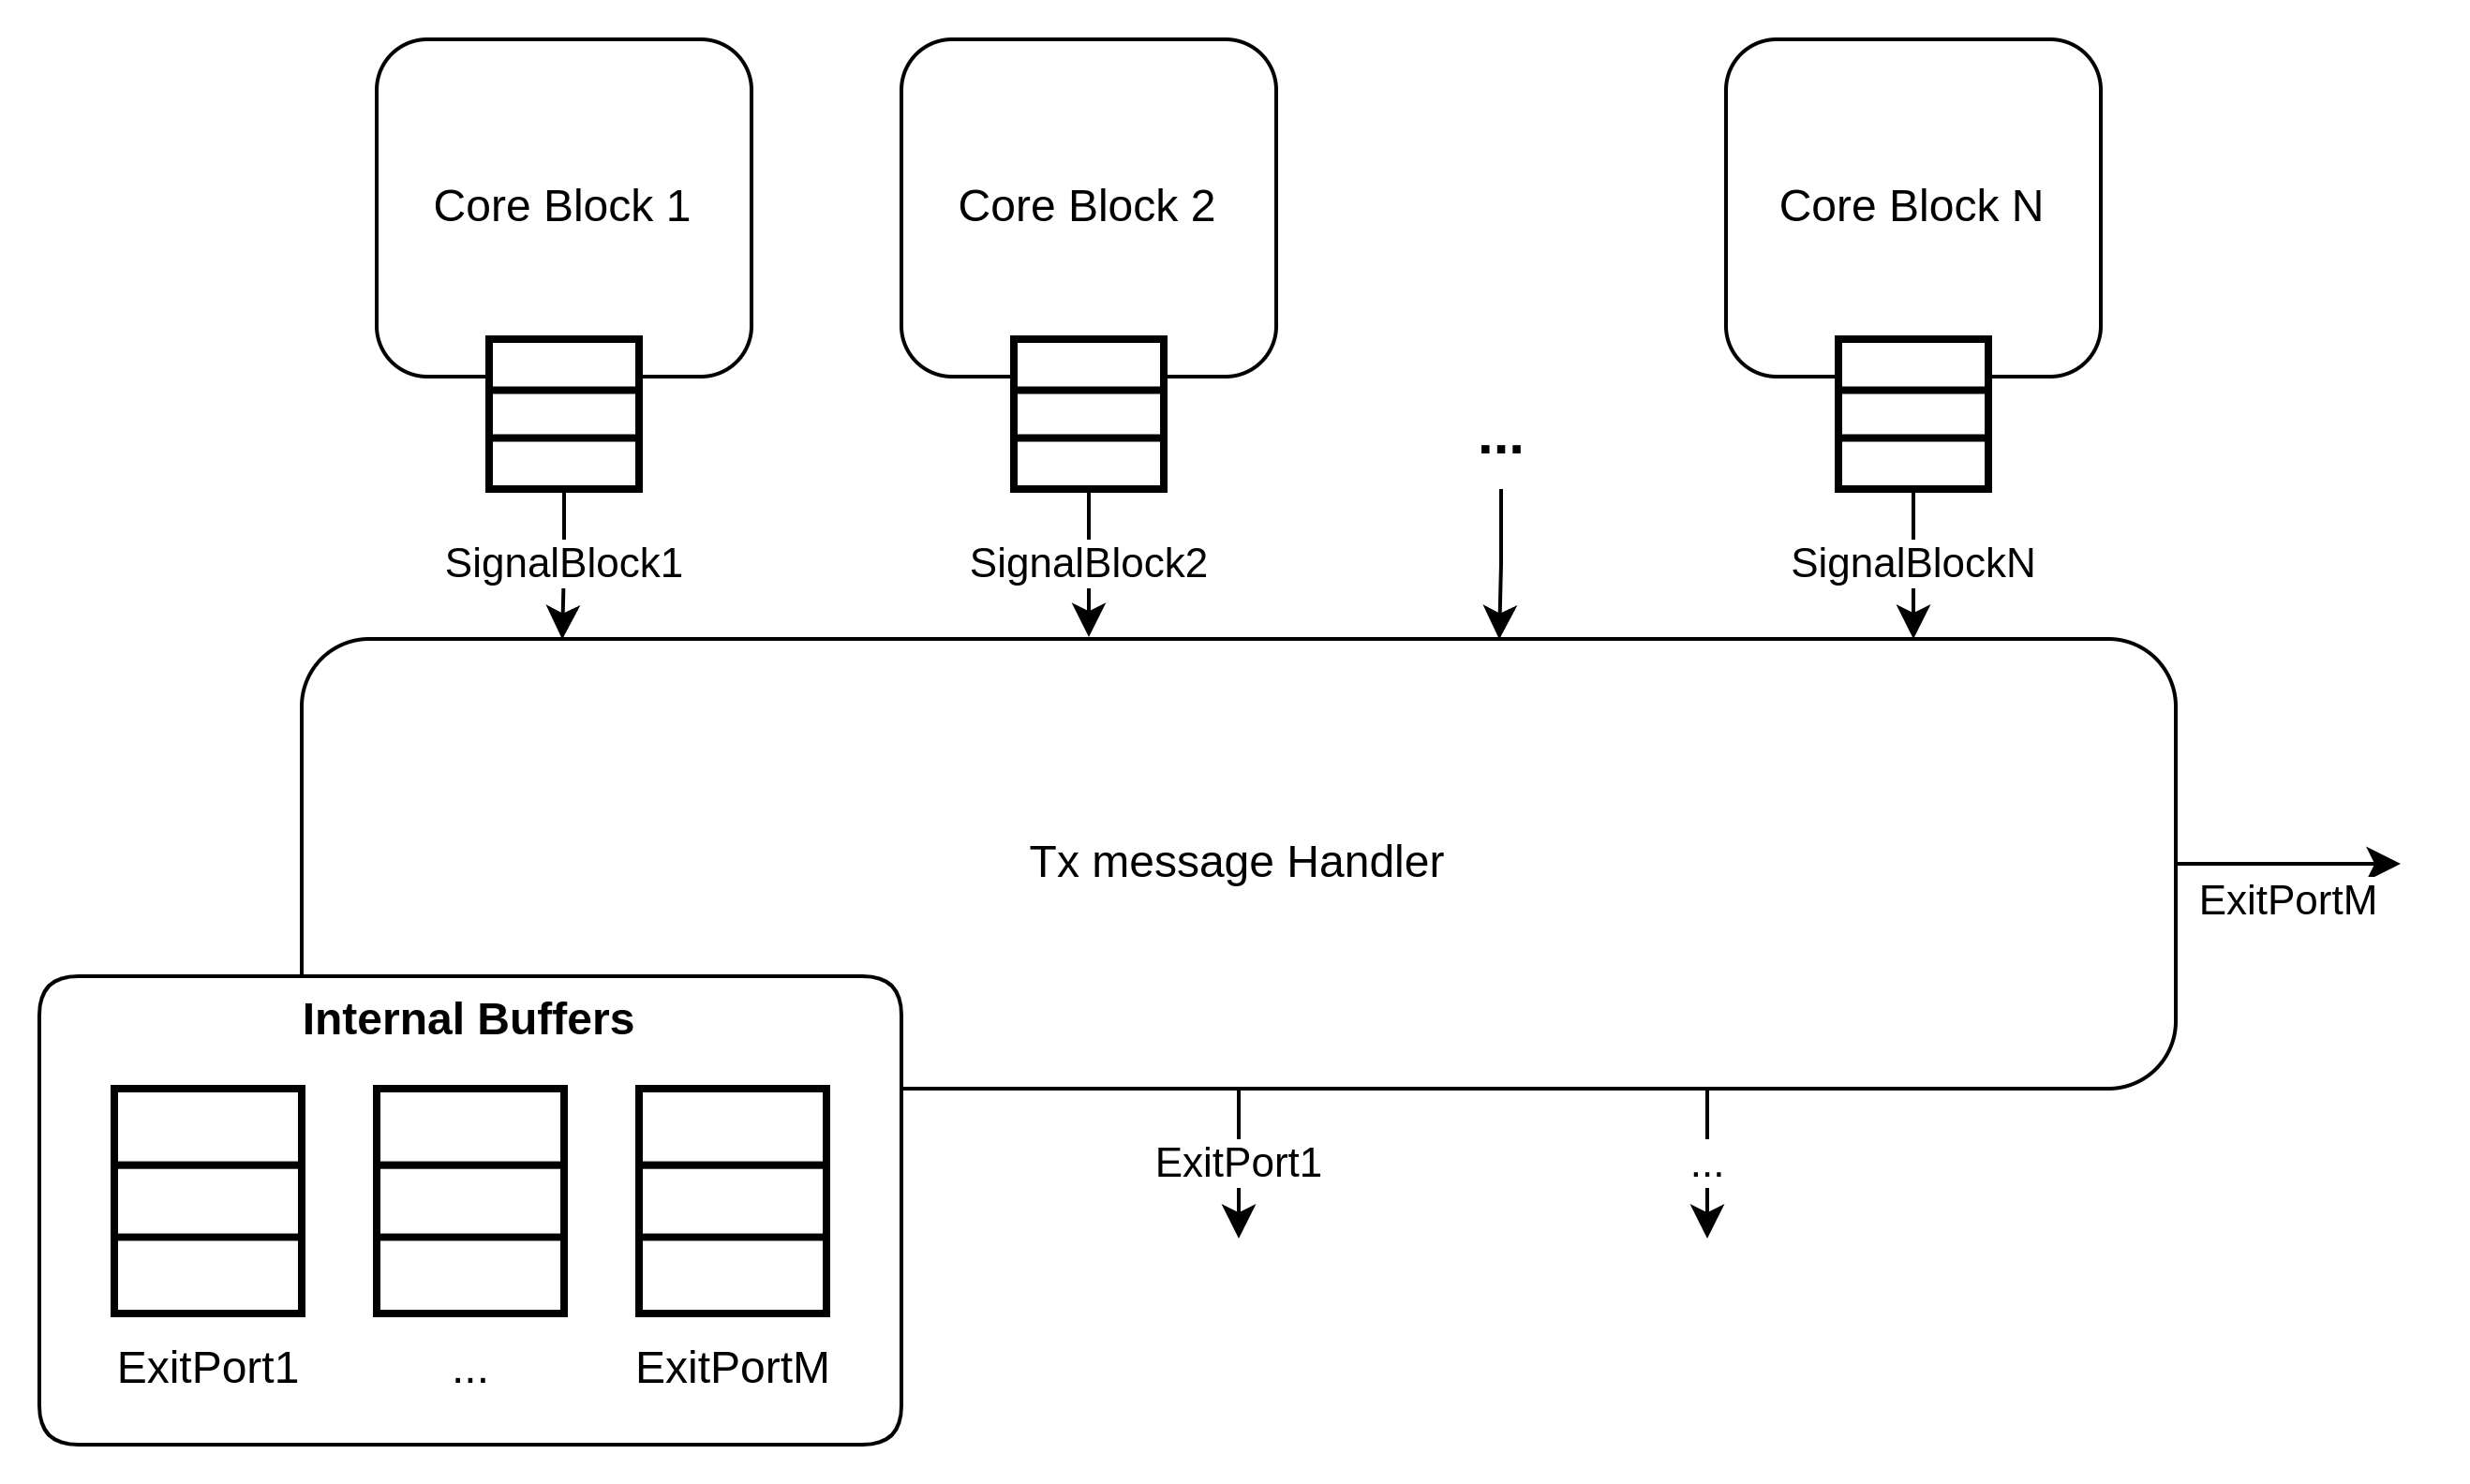 Core Block 1
Core Block 2
Core Block N
...
SignalBlock1
SignalBlock2
SignalBlockN
Tx message Handler
ExitPortM
Internal Buffers
ExitPort1
...
ExitPort1
...
ExitPortM